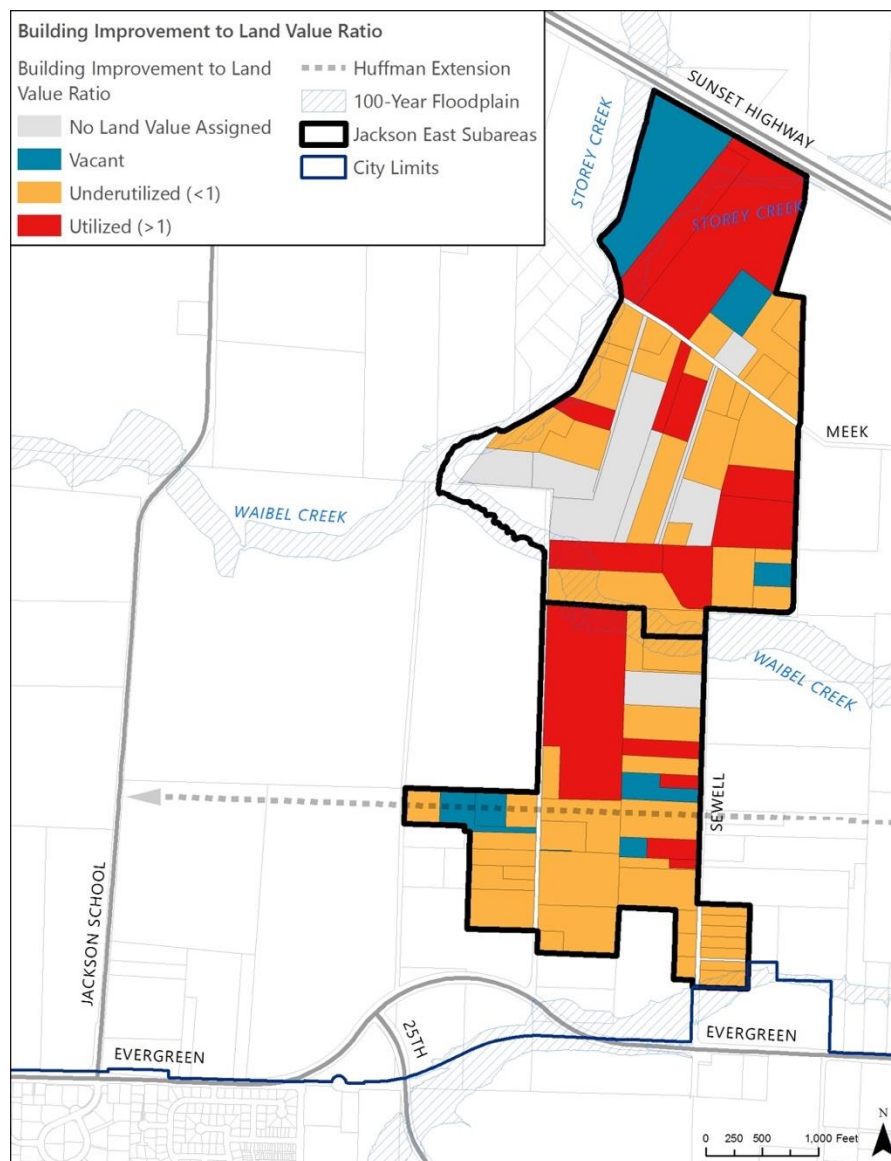 Building Improvement to Land Value Ratio
Building Improvement to Land
Value Ratio
No Land Value Assigned
Vacant
Underutilized (<1)
Utilized (>1)
Huffman Extension
100-Year Floodplain
Jackson East Subareas
City Limits
SUNSET HIGHWAY
STOREY CREEK
STOREY CREEK
MEEK
WAIBEL CREEK
WAIBEL CREEK
SEWELL
JACKSON SCHOOL
25TH
EVERGREEN
EVERGREEN
N
0 250 500 1,000 Feet